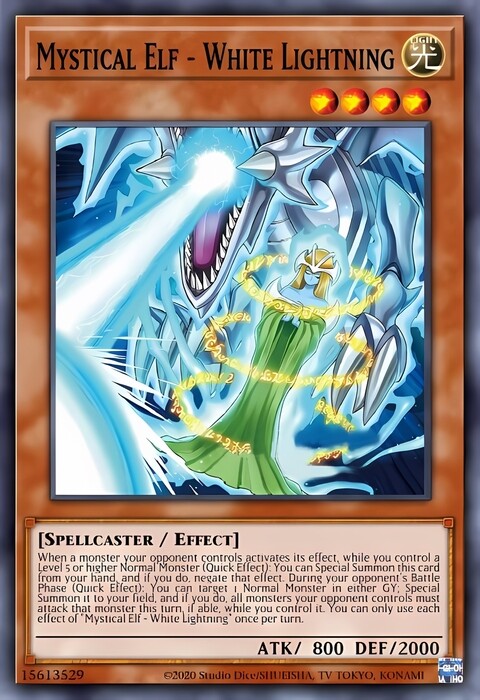 MYSTICAL ELF - WHITE LIGHTNING
LIGHT
光
[SPELLCASTER / EFFECT]
When a monster your opponent controls activates its effect, while you control a
Level 5 or higher Normal Monster (Quick Effect): You can Special Summon this card
from your hand, and if you do, negate that effect. During your opponent's Battle
Phase (Quick Effect): You can target 1 Normal Monster in either GY; Special
Summon it to your field, and if you do, all monsters your opponent controls must
attack that monster this turn, if able, while you control it. You can only use each
effect of "Mystical Elf - White Lightning" once per turn.
ATK/ 800 DEF/2000
15613529 ©2020 Studio Dice/SHUEISHA, TV TOKYO, KONAMI